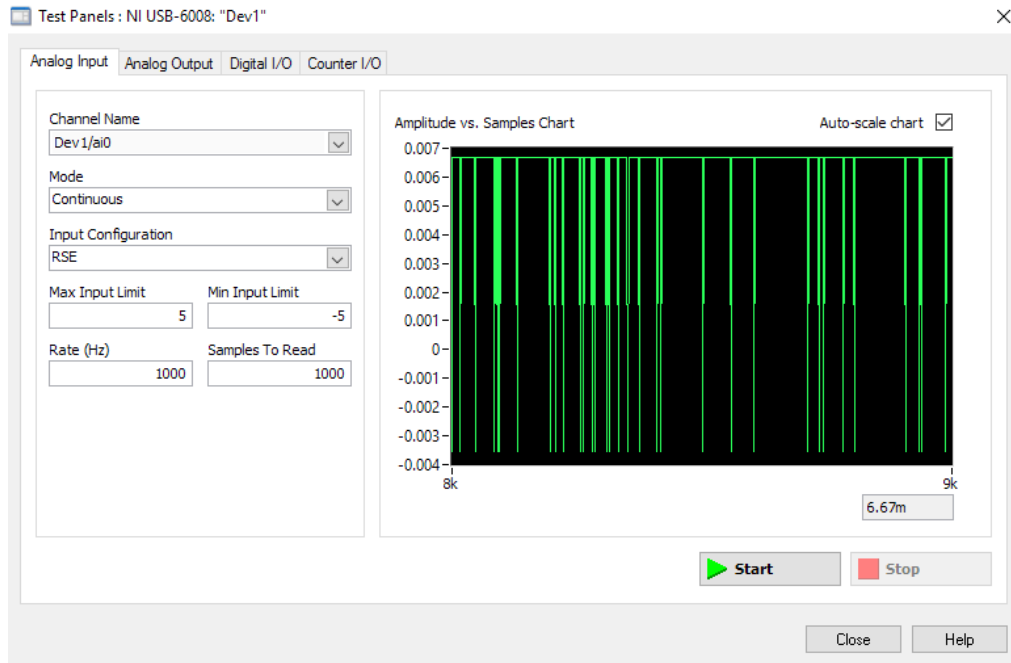 Test Panels : NI USB-6008: "Dev1"
Analog Input Analog Output Digital I/O Counter I/O
Channel Name
Dev1/ai0
Mode
Continuous
Input Configuration
RSE
Max Input Limit Min Input Limit
5 -5
Rate (Hz) Samples To Read
1000 1000
Amplitude vs. Samples Chart Auto-scale chart
0.007
0.006
0.005
0.004
0.003
0.002
0.001
0
-0.001
-0.002
-0.003
-0.004
8k 9k
6.67m
Start Stop
Close Help